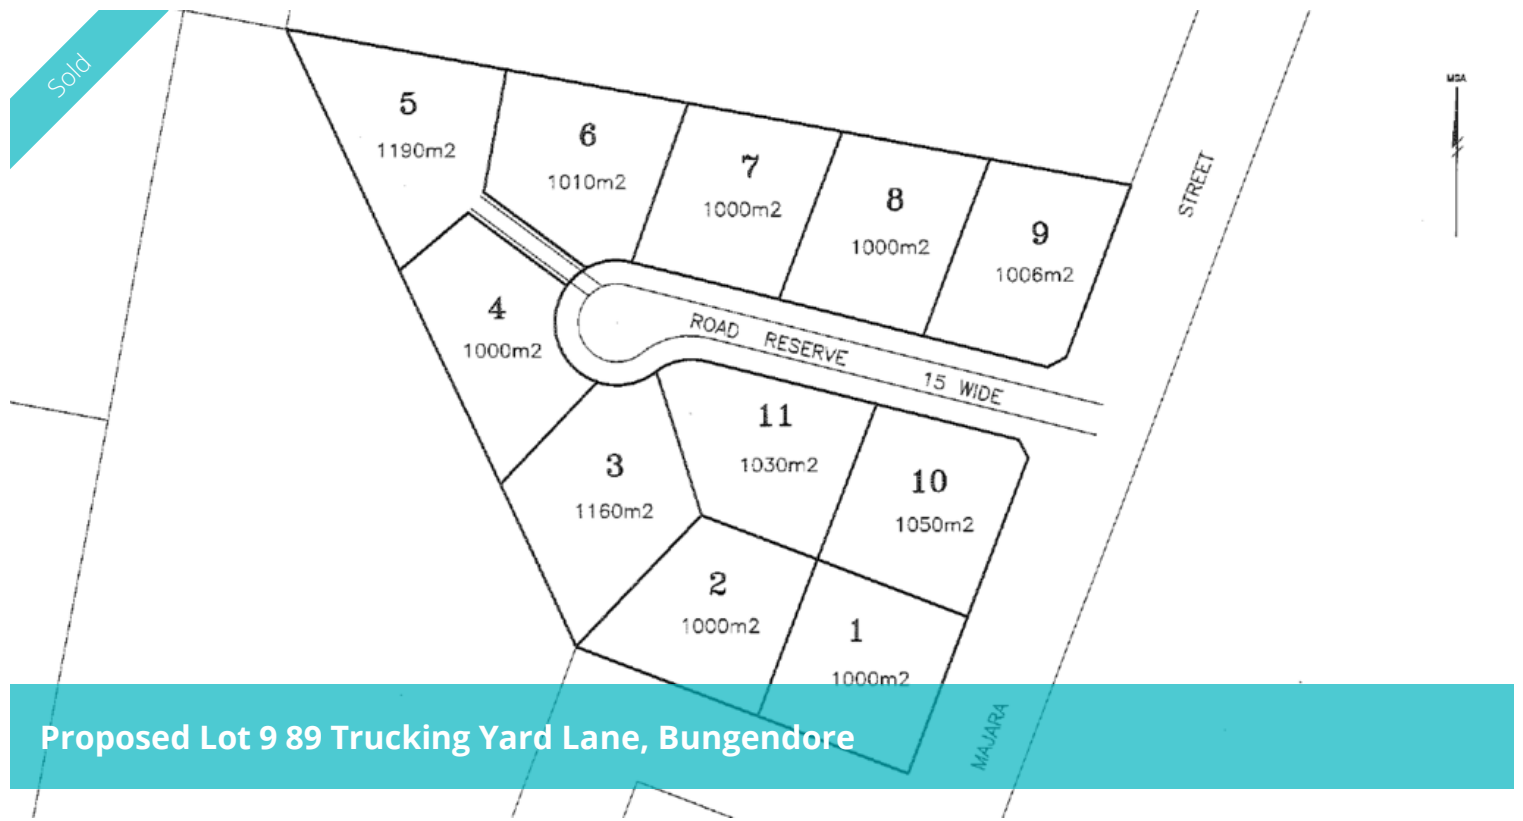 Sold
MGA
5
1190m2
6
1010m2
7
1000m2
8
1000m2
9
1006m2
STREET
4
1000m2
ROAD RESERVE 15 WIDE
11
1030m2
10
1050m2
3
1160m2
2
1000m2
1
1000m2
MAJARA
Proposed Lot 9 89 Trucking Yard Lane, Bungendore